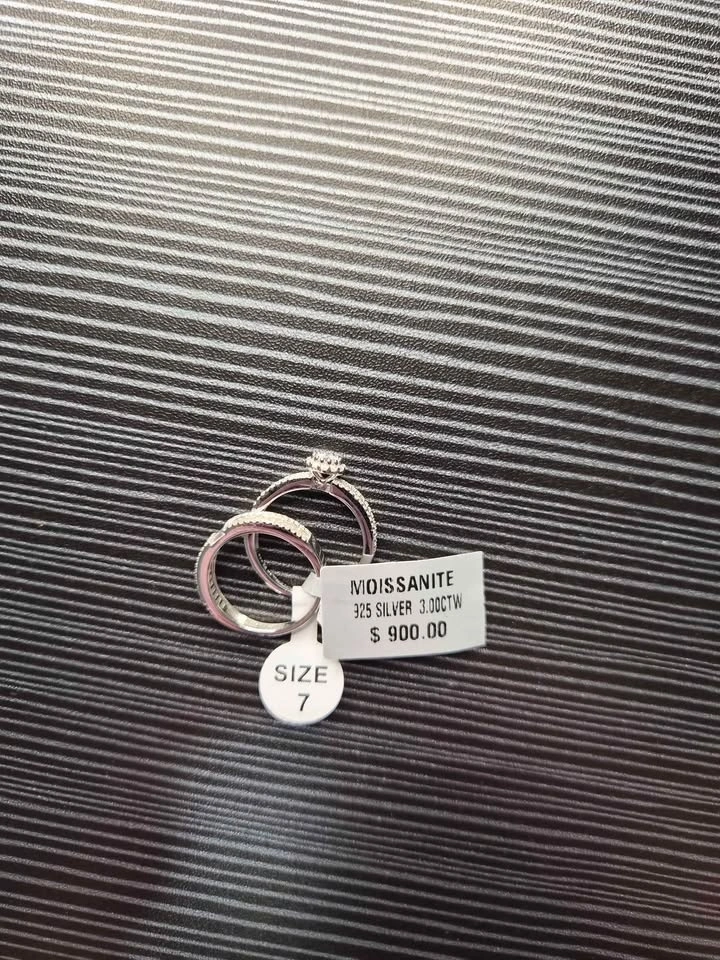 MOISSANITE
925 SILVER 3.00CTW
$ 900.00
SIZE
7